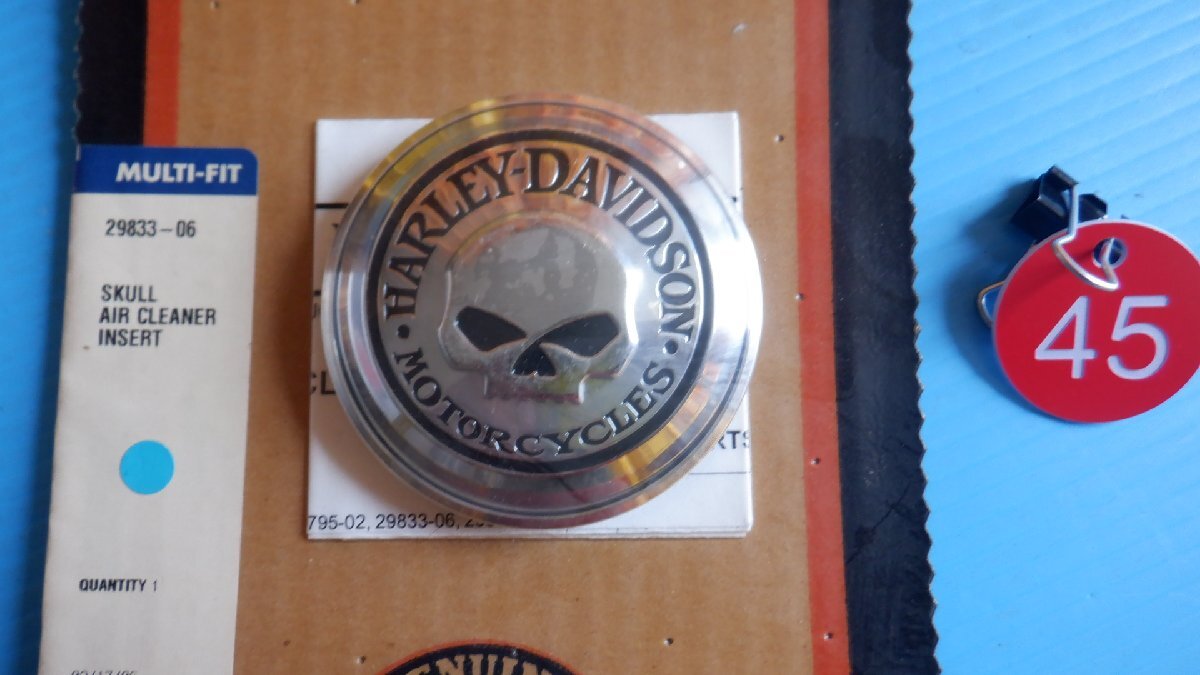 MULTI-FIT
29833-06
SKULL
AIR CLEANER
INSERT
QUANTITY 1
HARLEY-DAVIDSON
MOTORCYCLES
795-02, 29833-06,
45